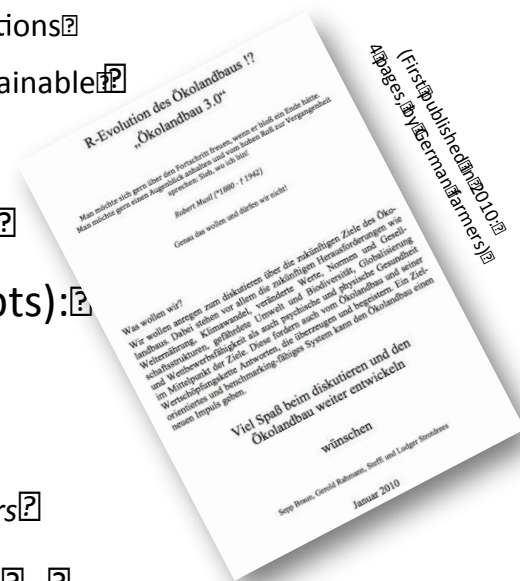 tions
ainable
pts):
rs
(First published in 2010:
4 pages, by German farmers)
R-Evolution des Ökolandbaus !?
„Ökolandbau 3.0“
Man möchte sich gern über den Fortschritt freuen, wenn er bloß ein Ende hätte.
Man möchte gern einen Augenblick anhalten und vom hohen Roß zur Vergangenheit
sprechen: Sieh, wo ich bin!
Robert Musil (*1880 - † 1942)
Genau das wollen und dürfen wir nicht!
Was wollen wir?
Wir wollen anregen zum diskutieren über die zukünftigen Ziele des Öko-
landbaus. Dabei stehen vor allem die zukünftigen Herausforderungen wie
Welternährung, Klimawandel, veränderte Werte, Normen und Gesell-
schaftsstrukturen, gefährdete Umwelt und Biodiversität, Globalisierung
und Wettbewerbsfähigkeit als auch psychische und physische Gesundheit
im Mittelpunkt der Ziele. Diese fordern auch vom Ökolandbau und seiner
Wertschöpfungskette Antworten, die überzeugen und begeistern. Ein Ziel-
orientiertes und benchmarking-fähiges System kann den Ökolandbau einen
neuen Impuls geben.
Viel Spaß beim diskutieren und den
Ökolandbau weiter entwickeln
wünschen
Sepp Braun, Gerold Rahmann, Steffi und Ludger Strotdrees
Januar 2010